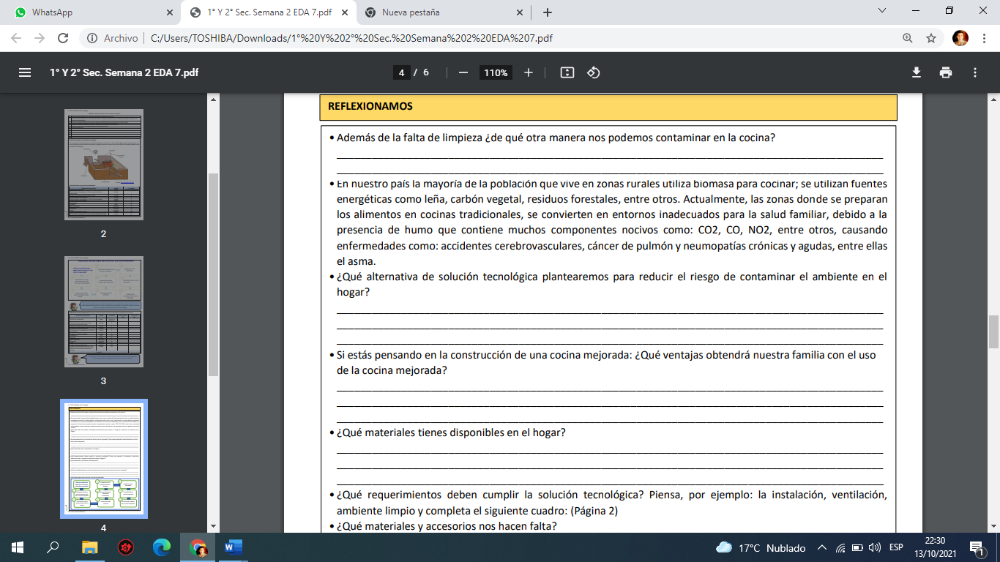 WhatsApp
1° Y 2° Sec. Semana 2 EDA 7.pdf
Nueva pestaña
Archivo
C:/Users/TOSHIBA/Downloads/1°%20Y%202°%20Sec.%20Semana%202%20EDA%207.pdf
1° Y 2° Sec. Semana 2 EDA 7.pdf
4 / 6
110%
2
3
4
REFLEXIONAMOS
• Además de la falta de limpieza ¿de qué otra manera nos podemos contaminar en la cocina?
• En nuestro país la mayoría de la población que vive en zonas rurales utiliza biomasa para cocinar; se utilizan fuentes
energéticas como leña, carbón vegetal, residuos forestales, entre otros. Actualmente, las zonas donde se preparan
los alimentos en cocinas tradicionales, se convierten en entornos inadecuados para la salud familiar, debido a la
presencia de humo que contiene muchos componentes nocivos como: CO2, CO, NO2, entre otros, causando
enfermedades como: accidentes cerebrovasculares, cáncer de pulmón y neumopatías crónicas y agudas, entre ellas
el asma.
• ¿Qué alternativa de solución tecnológica plantearemos para reducir el riesgo de contaminar el ambiente en el
hogar?
• Si estás pensando en la construcción de una cocina mejorada: ¿Qué ventajas obtendrá nuestra familia con el uso
de la cocina mejorada?
• ¿Qué materiales tienes disponibles en el hogar?
• ¿Qué requerimientos deben cumplir la solución tecnológica? Piensa, por ejemplo: la instalación, ventilación,
ambiente limpio y completa el siguiente cuadro: (Página 2)
• ¿Qué materiales y accesorios nos hacen falta?
17°C Nublado
ESP
22:30
13/10/2021
1